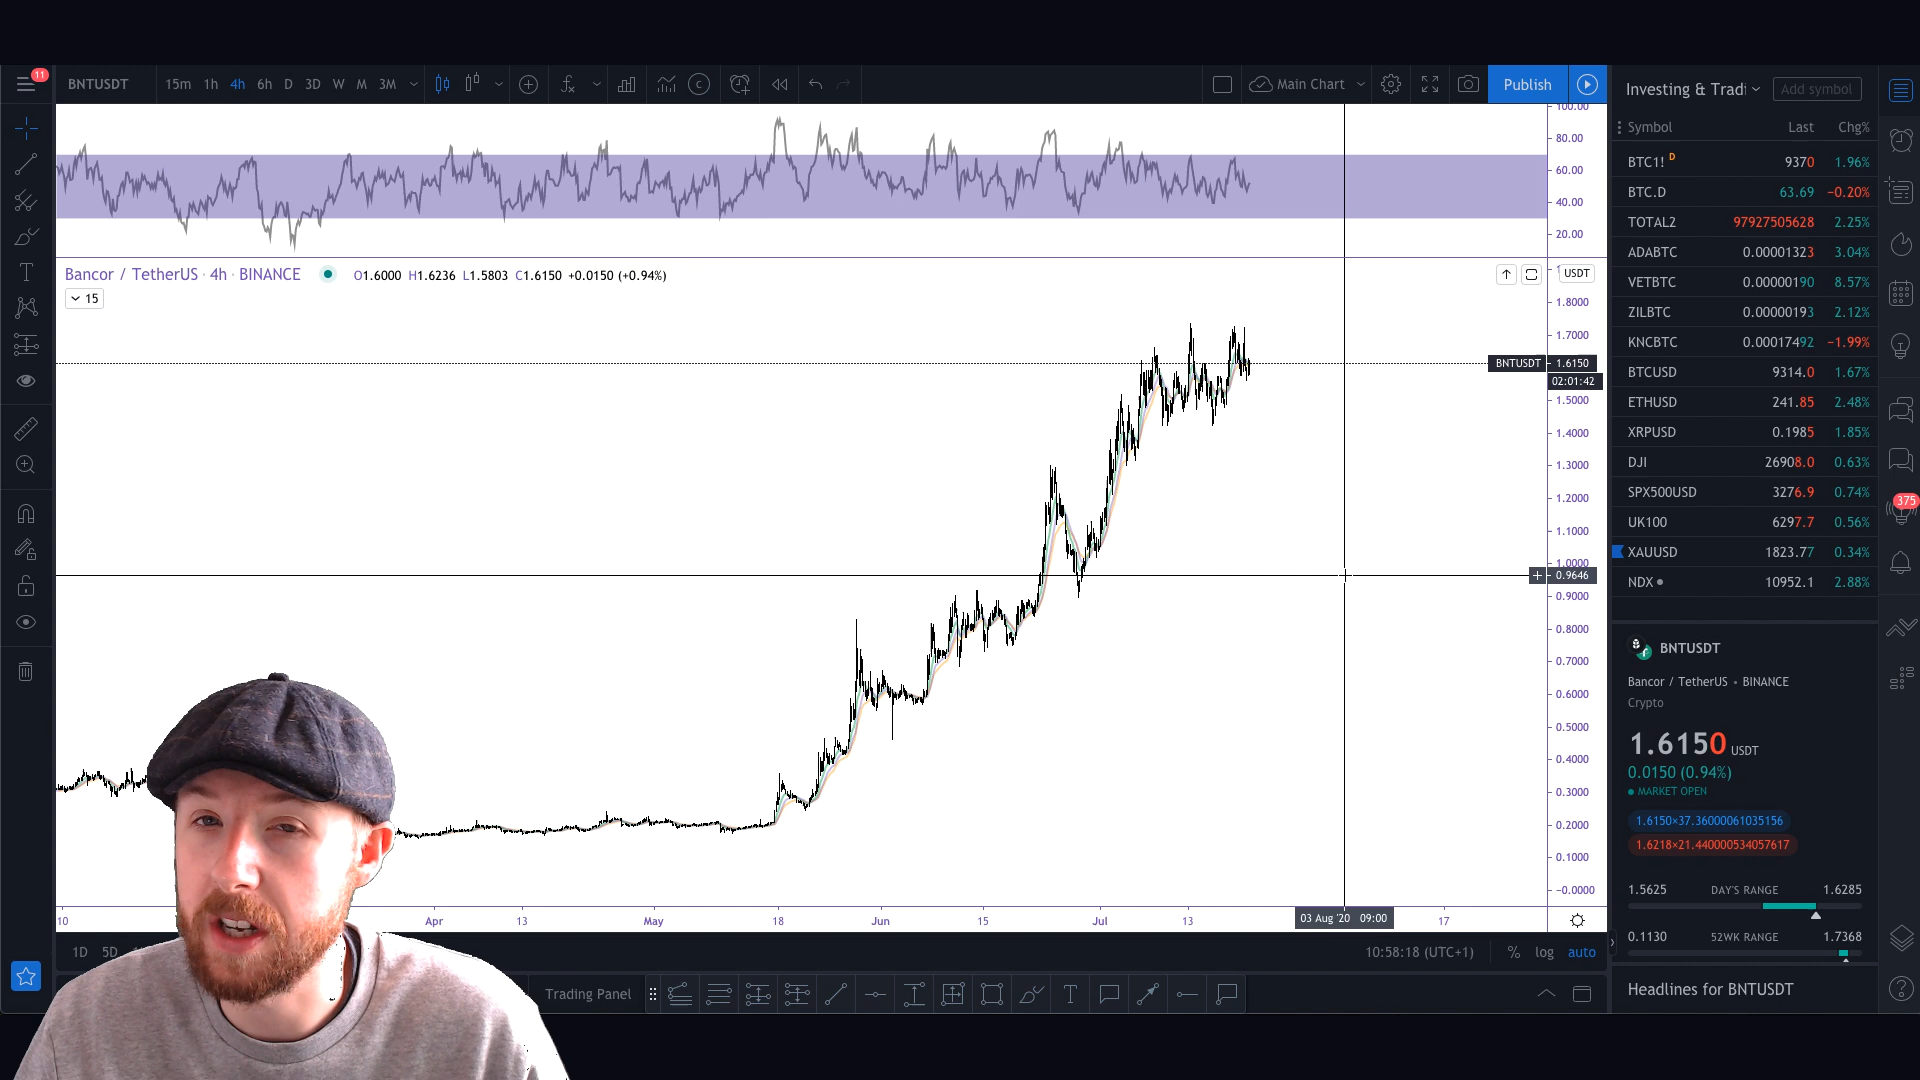 11
BNTUSDT
15m 1h 4h 6h D 3D W M 3M
Main Chart
Publish
Investing & Tradi
Add symbol
100.00
80.00
60.00
40.00
20.00
Symbol Last Chg%
BTC1! D 9370 1.96%
BTC.D 63.69 −0.20%
TOTAL2 97927505628 2.25%
ADABTC 0.00001323 3.04%
VETBTC 0.00000190 8.57%
ZILBTC 0.00000193 2.12%
KNCBTC 0.00017492 −1.99%
BTCUSD 9314.0 1.67%
ETHUSD 241.85 2.48%
XRPUSD 0.1985 1.85%
DJI 26908.0 0.63%
SPX500USD 3276.9 0.74%
UK100 6297.7 0.56%
XAUUSD 1823.77 0.34%
NDX 10952.1 2.88%
375
Bancor / TetherUS · 4h · BINANCE
O1.6000 H1.6236 L1.5803 C1.6150 +0.0150 (+0.94%)
15
USDT
1.8000
1.7000
BNTUSDT 1.6150
02:01:42
1.5000
1.4000
1.3000
1.2000
1.1000
1.0000
0.9646
0.9000
0.8000
0.7000
0.6000
0.5000
0.4000
0.3000
0.2000
0.1000
−0.0000
10 Apr 13 May 18 Jun 15 Jul 13 03 Aug '20 09:00 17
1D 5D
10:58:18 (UTC+1) % log auto
Trading Panel
BNTUSDT
Bancor / TetherUS • BINANCE
Crypto
1.6150 USDT
0.0150 (0.94%)
MARKET OPEN
1.6150×37.36000061035156
1.6218×21.440000534057617
1.5625 DAY'S RANGE 1.6285
0.1130 52WK RANGE 1.7368
Headlines for BNTUSDT